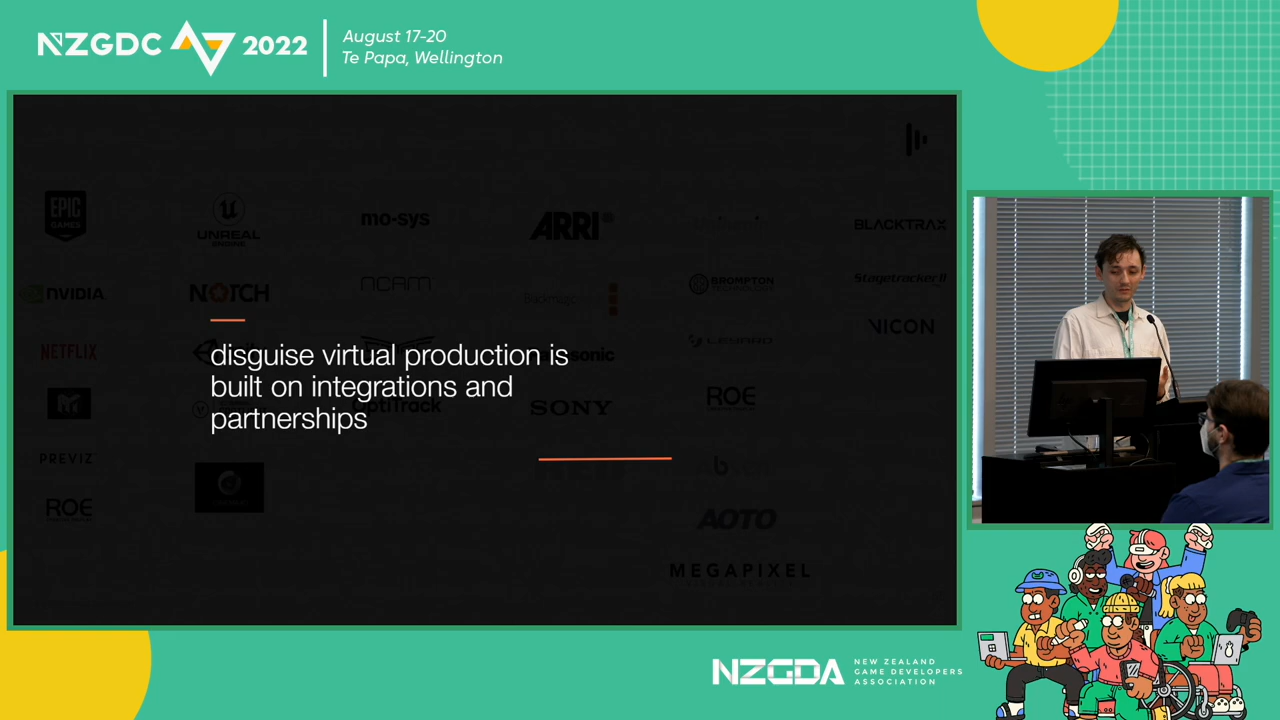 NZGDC
2022
August 17-20
Te Papa, Wellington
EPIC
GAMES
UNREAL
ENGINE
mo-sys
ARRI
BLACKTRAX
NVIDIA
NOTCH
ncam
BROMPTON
TECHNOLOGY
Stagetracker II
VICON
NETFLIX
disguise virtual production is
built on integrations and
partnerships
OptiTrack
SONY
ROE
PREVIZ
ROE
AOTO
MEGAPIXEL
NZGDA
NEW ZEALAND
GAME DEVELOPERS
ASSOCIATION